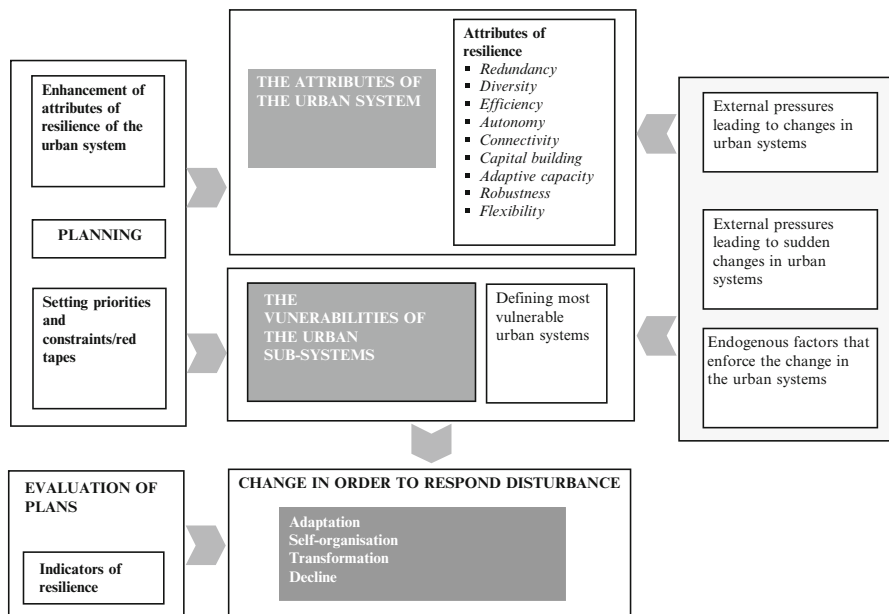 Enhancement of
attributes of
resilience of the
urban system
PLANNING
Setting priorities
and
constraints/red
tapes
THE ATTRIBUTES OF
THE URBAN SYSTEM
Attributes of
resilience
▪ Redundancy
▪ Diversity
▪ Efficiency
▪ Autonomy
▪ Connectivity
▪ Capital building
▪ Adaptive capacity
▪ Robustness
▪ Flexibility
THE
VUNERABILITIES OF
THE URBAN
SUB-SYSTEMS
Defining most
vulnerable
urban systems
External pressures
leading to changes in
urban systems
External pressures
leading to sudden
changes in urban
systems
Endogenous factors that
enforce the change in
the urban systems
EVALUATION OF
PLANS
Indicators of
resilience
CHANGE IN ORDER TO RESPOND DISTURBANCE
Adaptation
Self-organisation
Transformation
Decline